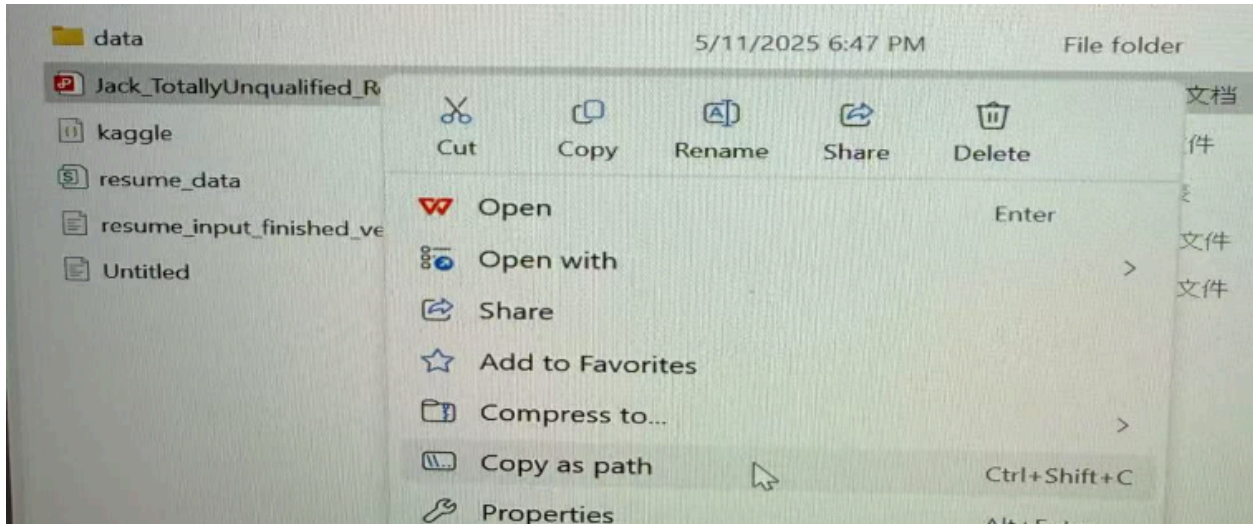 data 5/11/2025 6:47 PM File folder
Jack_TotallyUnqualified_R 文档
kaggle 件
resume_data
resume_input_finished_ve 文件
Untitled 文件
Cut Copy Rename Share Delete
Open Enter
Open with
Share
Add to Favorites
Compress to...
Copy as path Ctrl+Shift+C
Properties